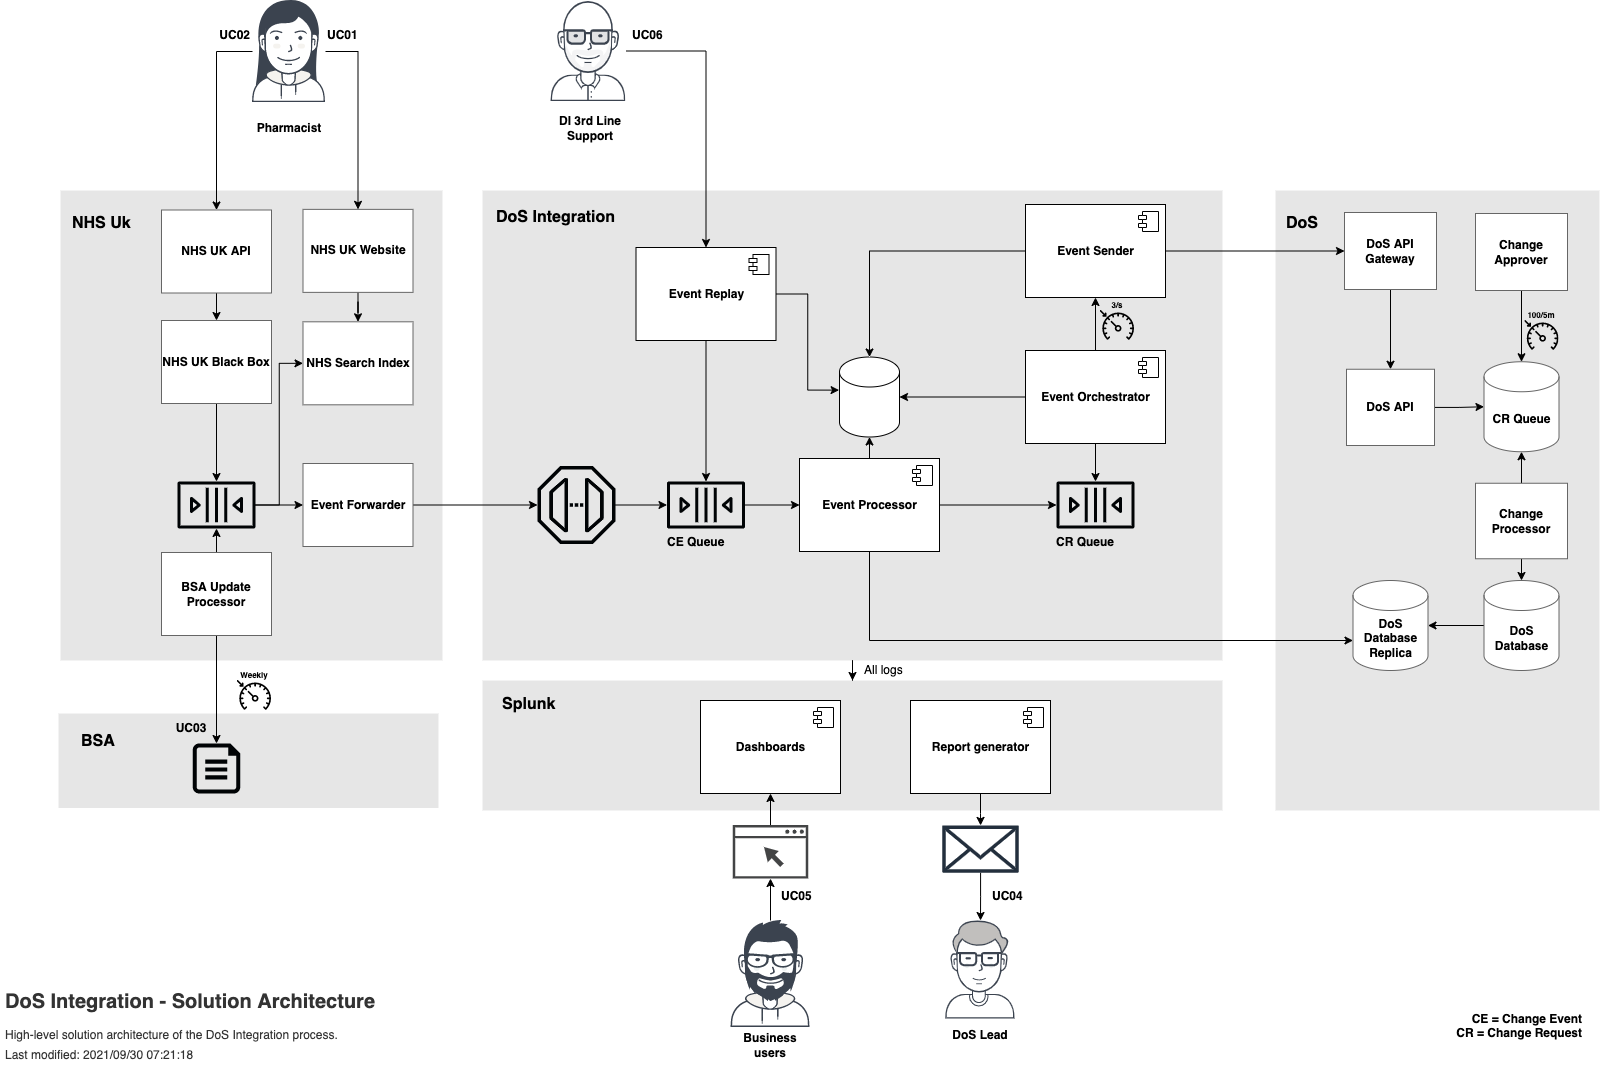 UC02
UC01
UC06
Pharmacist
DI 3rd Line
Support
NHS Uk
NHS UK API
NHS UK Website
NHS UK Black Box
NHS Search Index
Event Forwarder
BSA Update
Processor
Weekly
UC03
BSA
DoS Integration
Event Replay
Event Sender
3/s
Event Orchestrator
CE Queue
Event Processor
CR Queue
DoS
DoS API
Gateway
Change
Approver
100/5m
DoS API
CR Queue
Change
Processor
DoS
Database
Replica
DoS
Database
All logs
Splunk
Dashboards
Report generator
UC05
UC04
Business
users
DoS Lead
DoS Integration - Solution Architecture
High-level solution architecture of the DoS Integration process.
Last modified: 2021/09/30 07:21:18
CE = Change Event
CR = Change Request